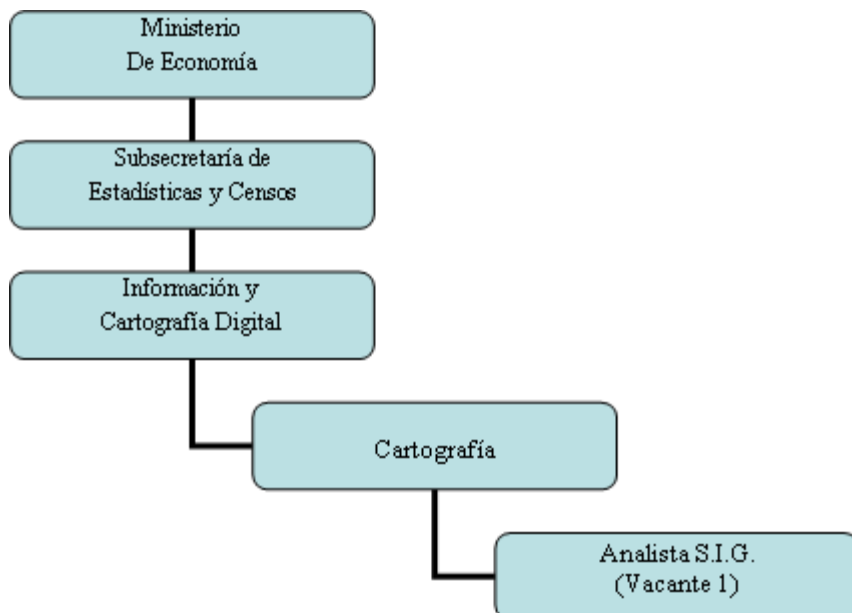 Ministerio
De Economía
Subsecretaría de
Estadísticas y Censos
Información y
Cartografía Digital
Cartografía
Analista S.I.G.
(Vacante 1)